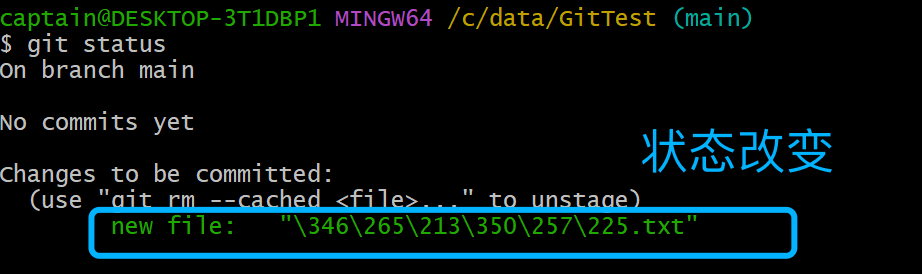 captain@DESKTOP-3T1DBP1 MINGW64 /c/data/GitTest (main)
$ git status
On branch main
No commits yet
状态改变
Changes to be committed:
(use "git rm --cached <file>..." to unstage)
new file: "\346\265\213\350\257\225.txt"